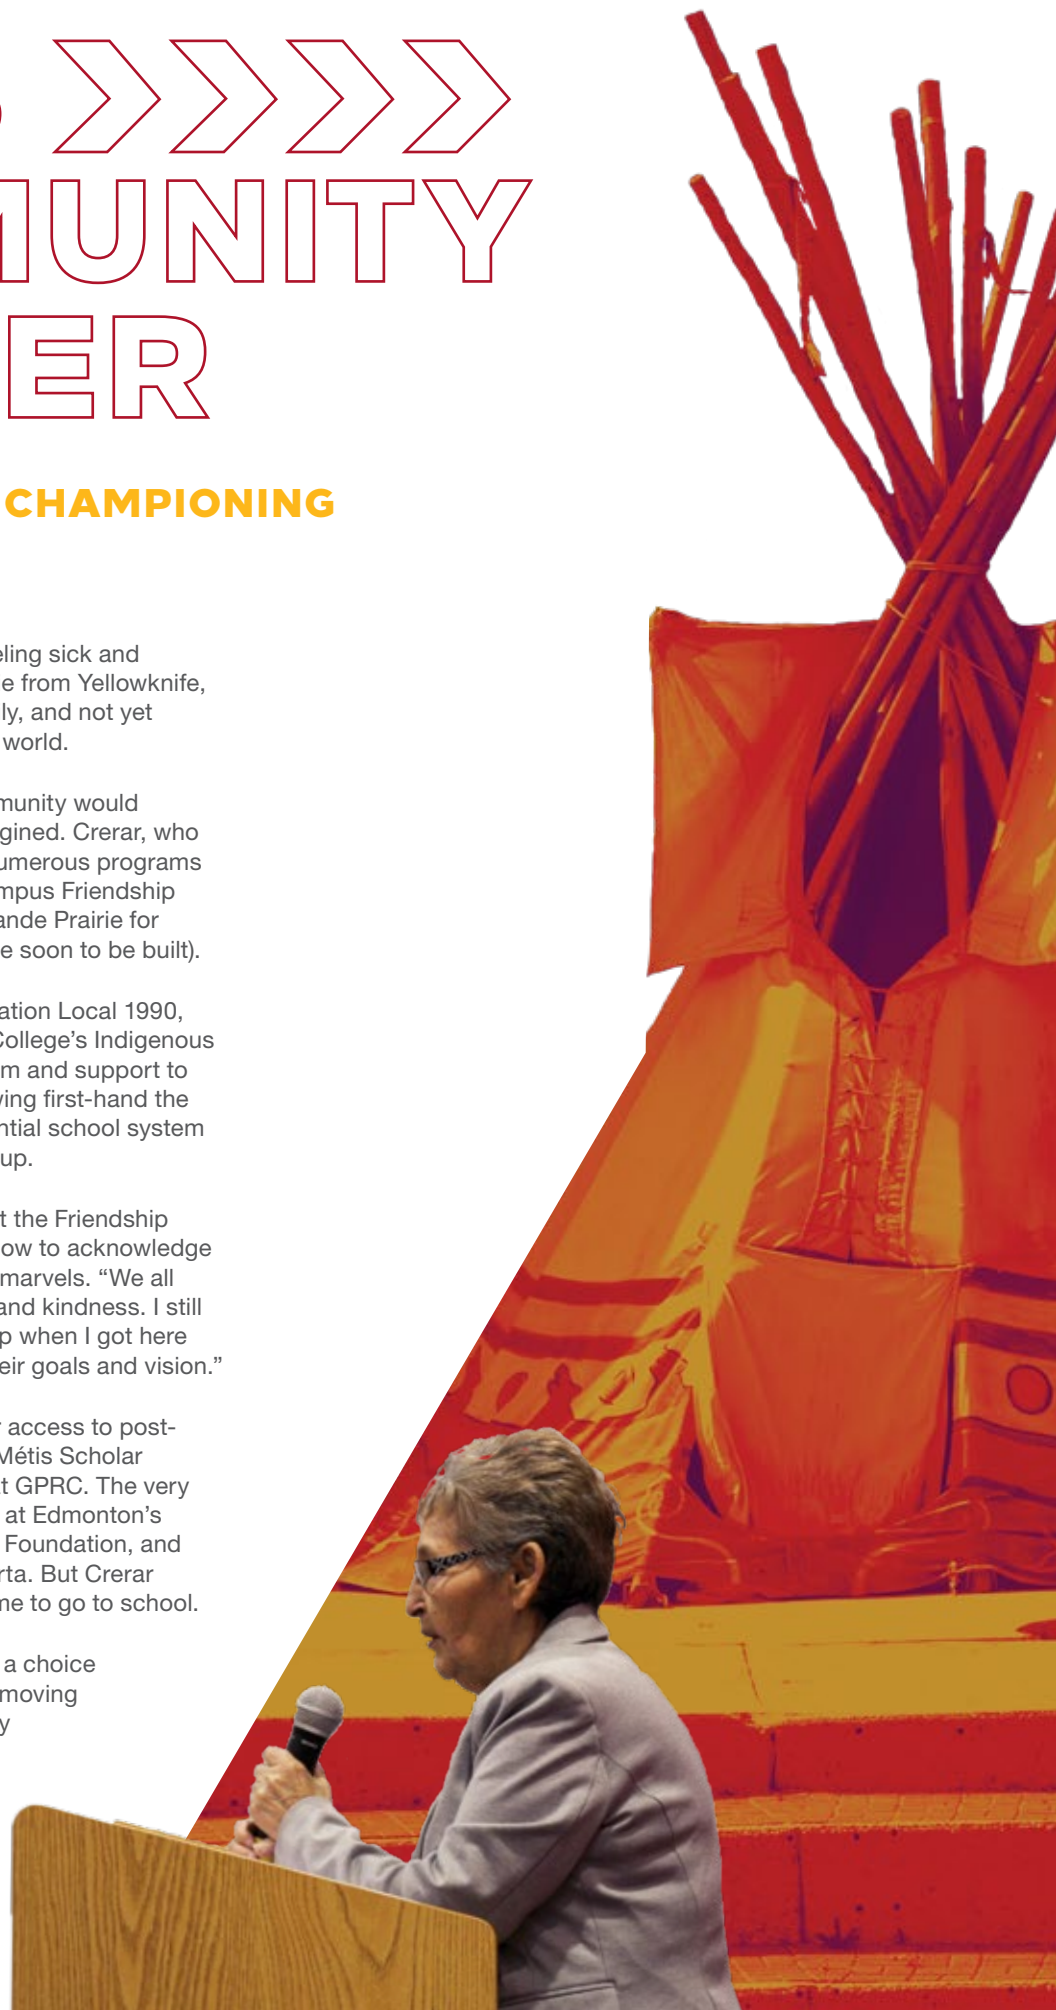 MUNITY
ER
CHAMPIONING
eling sick and
e from Yellowknife,
ly, and not yet
world.
munity would
gined. Crerar, who
umerous programs
mpus Friendship
ande Prairie for
e soon to be built).
ation Local 1990,
College’s Indigenous
m and support to
ving first-hand the
ntial school system
up.
t the Friendship
ow to acknowledge
marvels. “We all
and kindness. I still
p when I got here
eir goals and vision.”
r access to post-
Métis Scholar
at GPRC. The very
at Edmonton’s
Foundation, and
rta. But Crerar
me to go to school.
a choice
moving
y